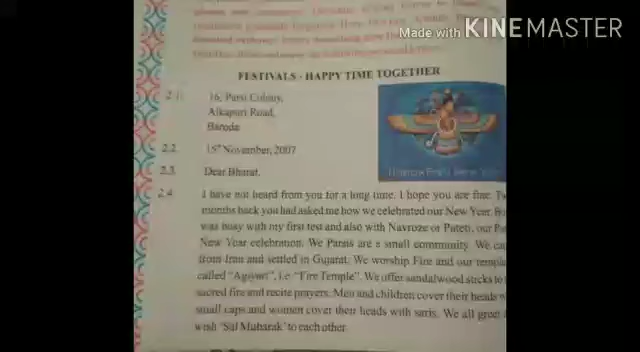 Made with KINEMASTER
FESTIVALS - HAPPY TIME TOGETHER
2.1. 16, Parsi Colony,
Alkapuri Road,
Baroda
2.2. 15th November, 2007
2.3. Dear Bharat,
2.4. I have not heard from you for a long time. I hope you are fine. Tw
months back you had asked me how we celebrated our New Year. Bu
was busy with my first test and also with Navroze or Pateti, our Pa
New Year celebration. We Parsis are a small community. We ca
from Iran and settled in Gujarat. We worship Fire and our temple
called "Agiyari", i.e. "Fire Temple". We offer sandalwood sticks to
sacred fire and recite prayers. Men and children cover their heads w
small caps and women cover their heads with saris. We all greet
wish 'Sal Mubarak' to each other.